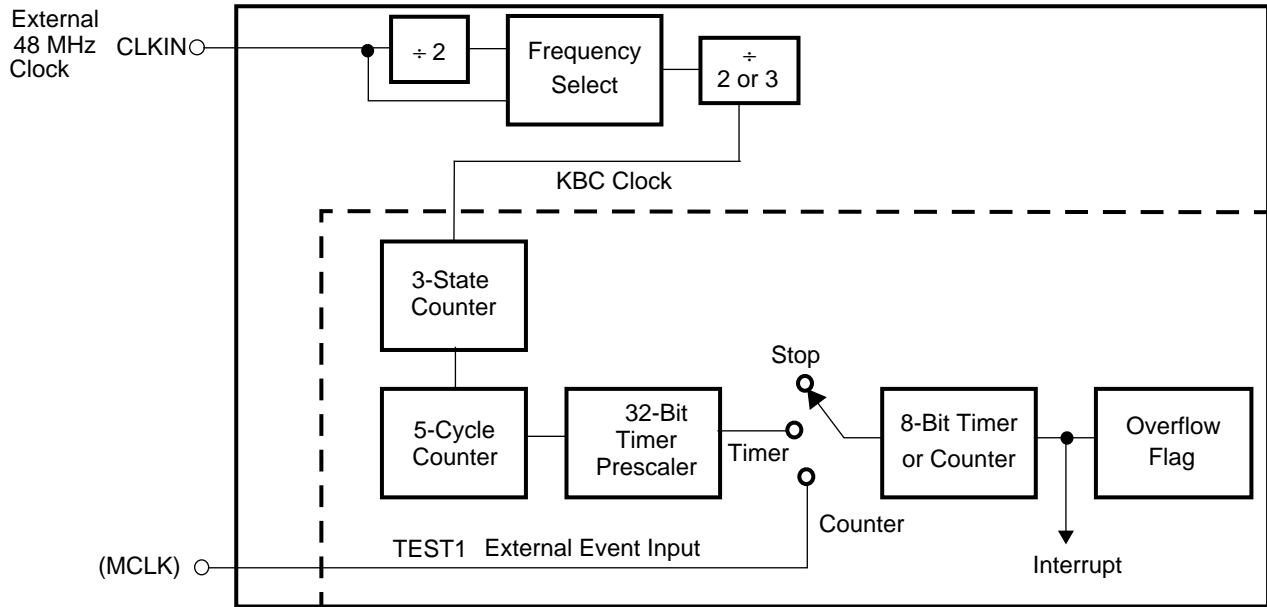 External
48 MHz
Clock
CLKIN
÷ 2
Frequency
Select
÷
2 or 3
KBC Clock
3-State
Counter
5-Cycle
Counter
32-Bit
Timer
Prescaler
Stop
Timer
Counter
8-Bit Timer
or Counter
Overflow
Flag
Interrupt
(MCLK)
TEST1 External Event Input